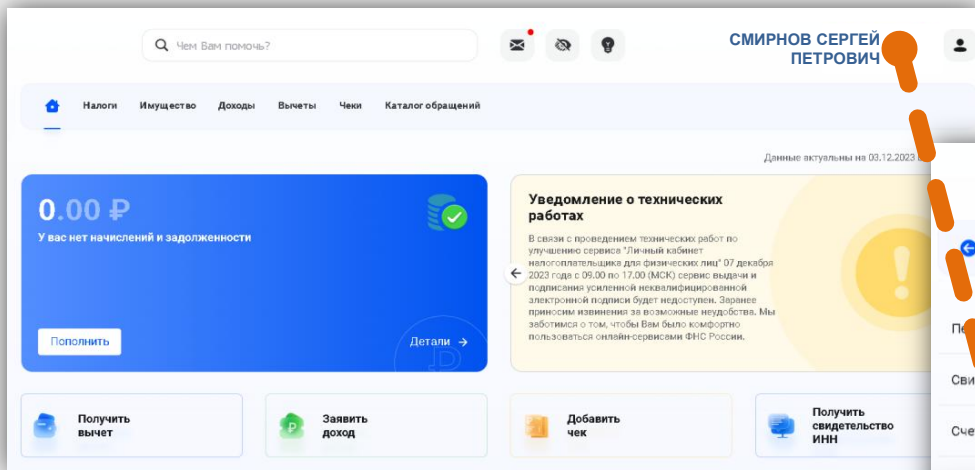 Чем Вам помочь?
СМИРНОВ СЕРГЕЙ
ПЕТРОВИЧ
Налоги Имущество Доходы Вычеты Чеки Каталог обращений
Данные актуальны на 03.12.2023
0.00 ₽
У вас нет начислений и задолженности
Пополнить
Детали →
Уведомление о технических
работах
В связи с проведением технических работ по
улучшению сервиса "Личный кабинет
налогоплательщика для физических лиц" 07 декабря
2023 года с 09.00 по 17.00 (МСК) сервис выдачи и
подписания усиленной неквалифицированной
электронной подписи будет недоступен. Заранее
приносим извинения за возможные неудобства. Мы
заботимся о том, чтобы Вам было комфортно
пользоваться онлайн-сервисами ФНС России.
Получить
вычет
Заявить
доход
Добавить
чек
Получить
свидетельство
ИНН